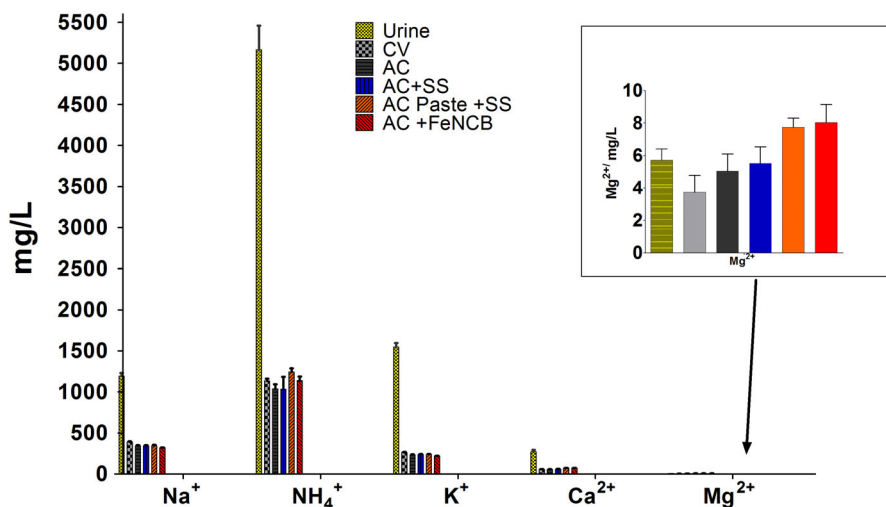 5500
5000
4500
4000
3500
3000
2500
2000
1500
1000
500
0
mg/L
Urine
CV
AC
AC+SS
AC Paste +SS
AC +FeNCB
Na⁺
NH₄⁺
K⁺
Ca²⁺
Mg²⁺
10
8
6
4
2
0
Mg²⁺/ mg/L
Mg²⁺